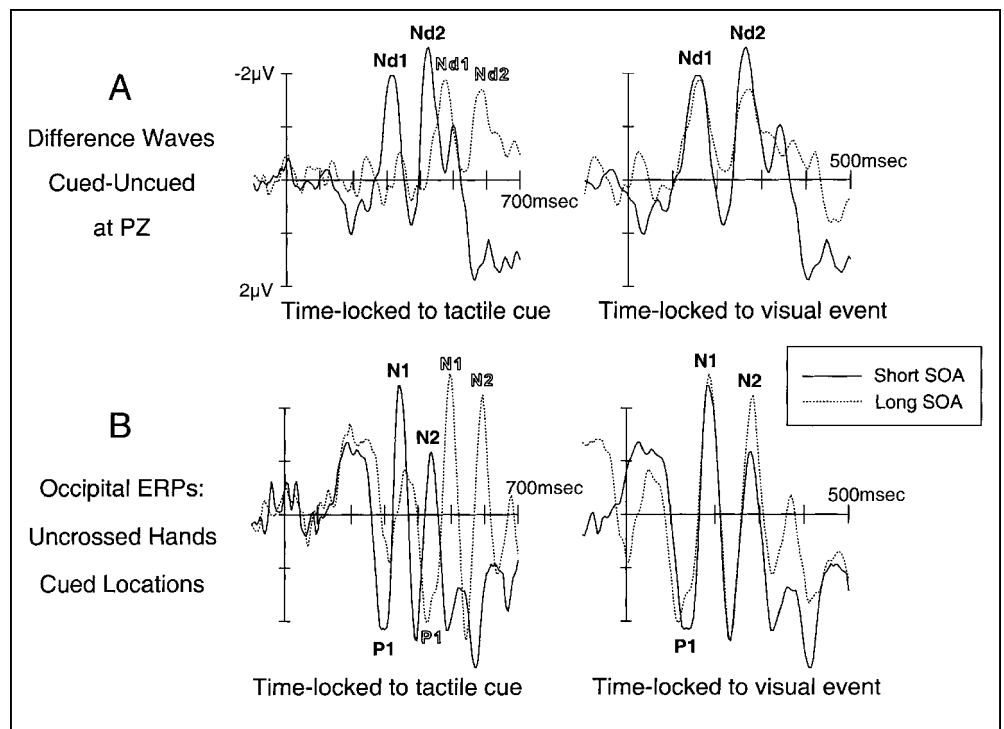 A
Difference Waves
Cued-Uncued
at PZ
-2µV
2µV
Nd1
Nd2
Nd1
Nd2
700msec
Time-locked to tactile cue
Nd1
Nd2
500msec
Time-locked to visual event
Short SOA
Long SOA
B
Occipital ERPs:
Uncrossed Hands
Cued Locations
N1
N1
N2
N2
700msec
P1
P1
Time-locked to tactile cue
N1
N2
500msec
P1
Time-locked to visual event